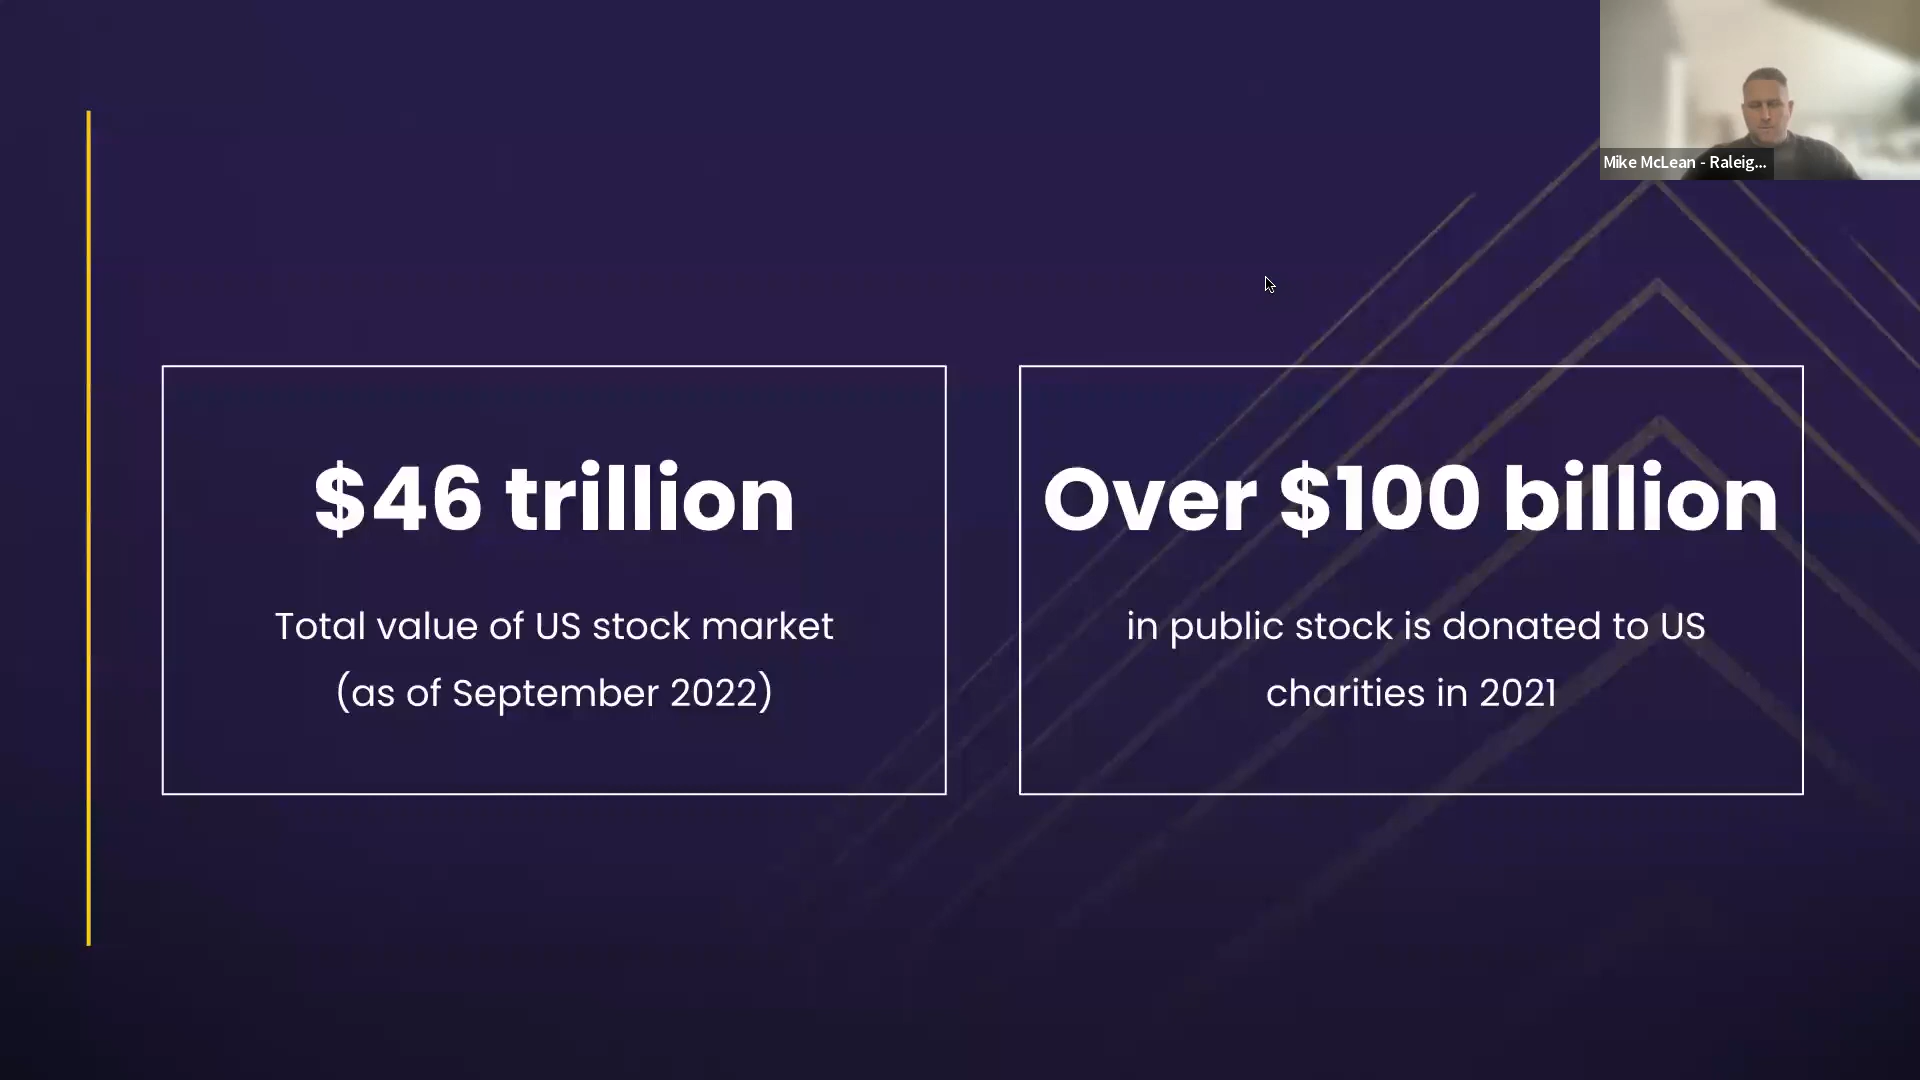 Mike McLean - Raleig...
$46 trillion
Total value of US stock market
(as of September 2022)
Over $100 billion
in public stock is donated to US
charities in 2021